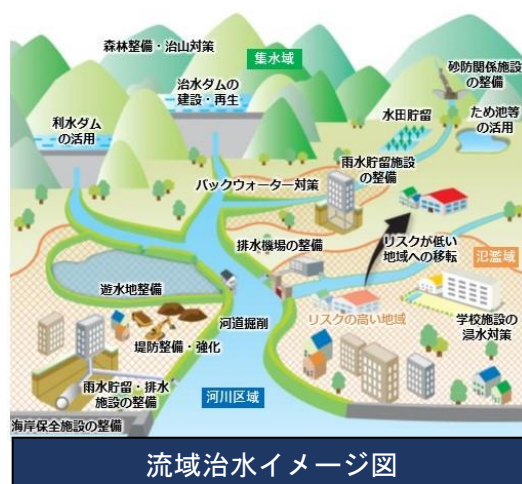 森林整備・治山対策
集水域
砂防関係施設
の整備
治水ダムの
建設・再生
水田貯留
ため池等
の活用
利水ダム
の活用
雨水貯留施設
の整備
バックウォーター対策
排水機場の整備
リスクが低い
地域への移転
氾濫域
遊水地整備
河道掘削
リスクの高い地域
学校施設の
浸水対策
堤防整備・強化
雨水貯留・排水
施設の整備
河川区域
海岸保全施設の整備
流域治水イメージ図